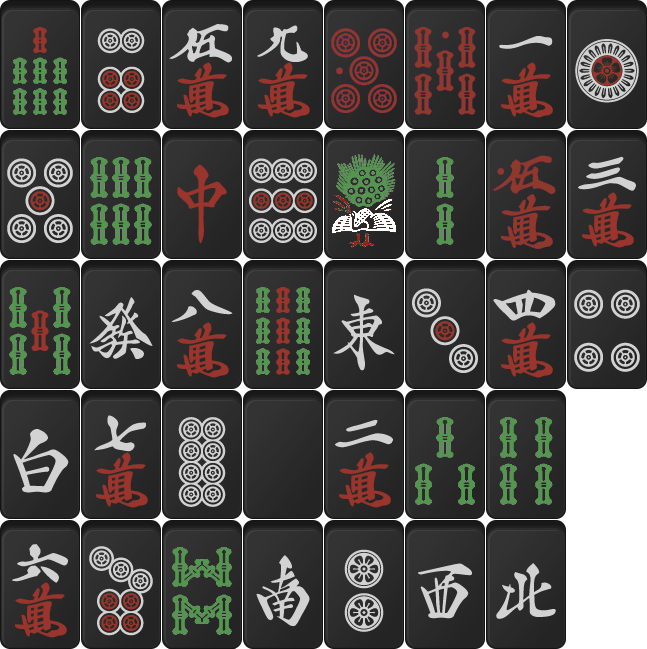 伍萬 九萬 一萬
中 伍萬 三萬
發 八萬 東 四萬
白 七萬 二萬
六萬 南 西 北